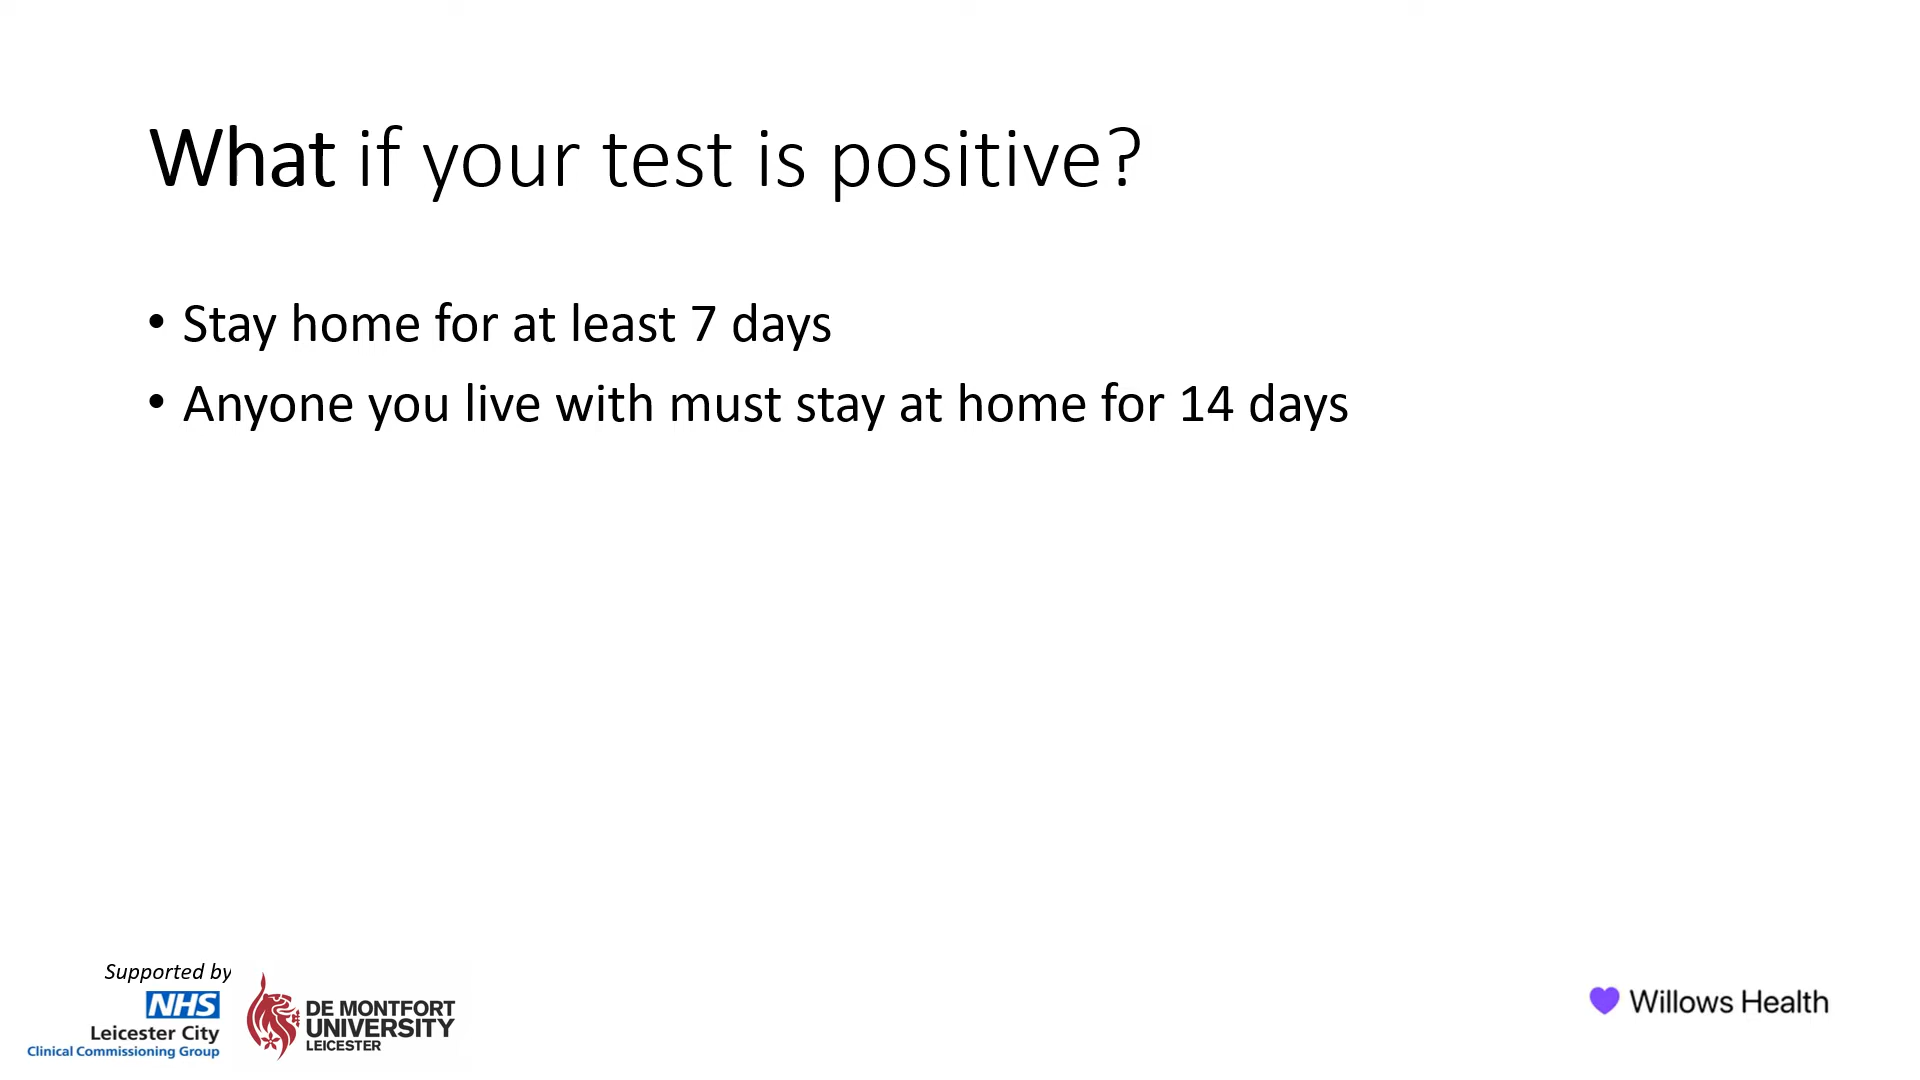 What if your test is positive?
• Stay home for at least 7 days
• Anyone you live with must stay at home for 14 days
Supported by
NHS
Leicester City
Clinical Commissioning Group
DE MONTFORT
UNIVERSITY
LEICESTER
Willows Health